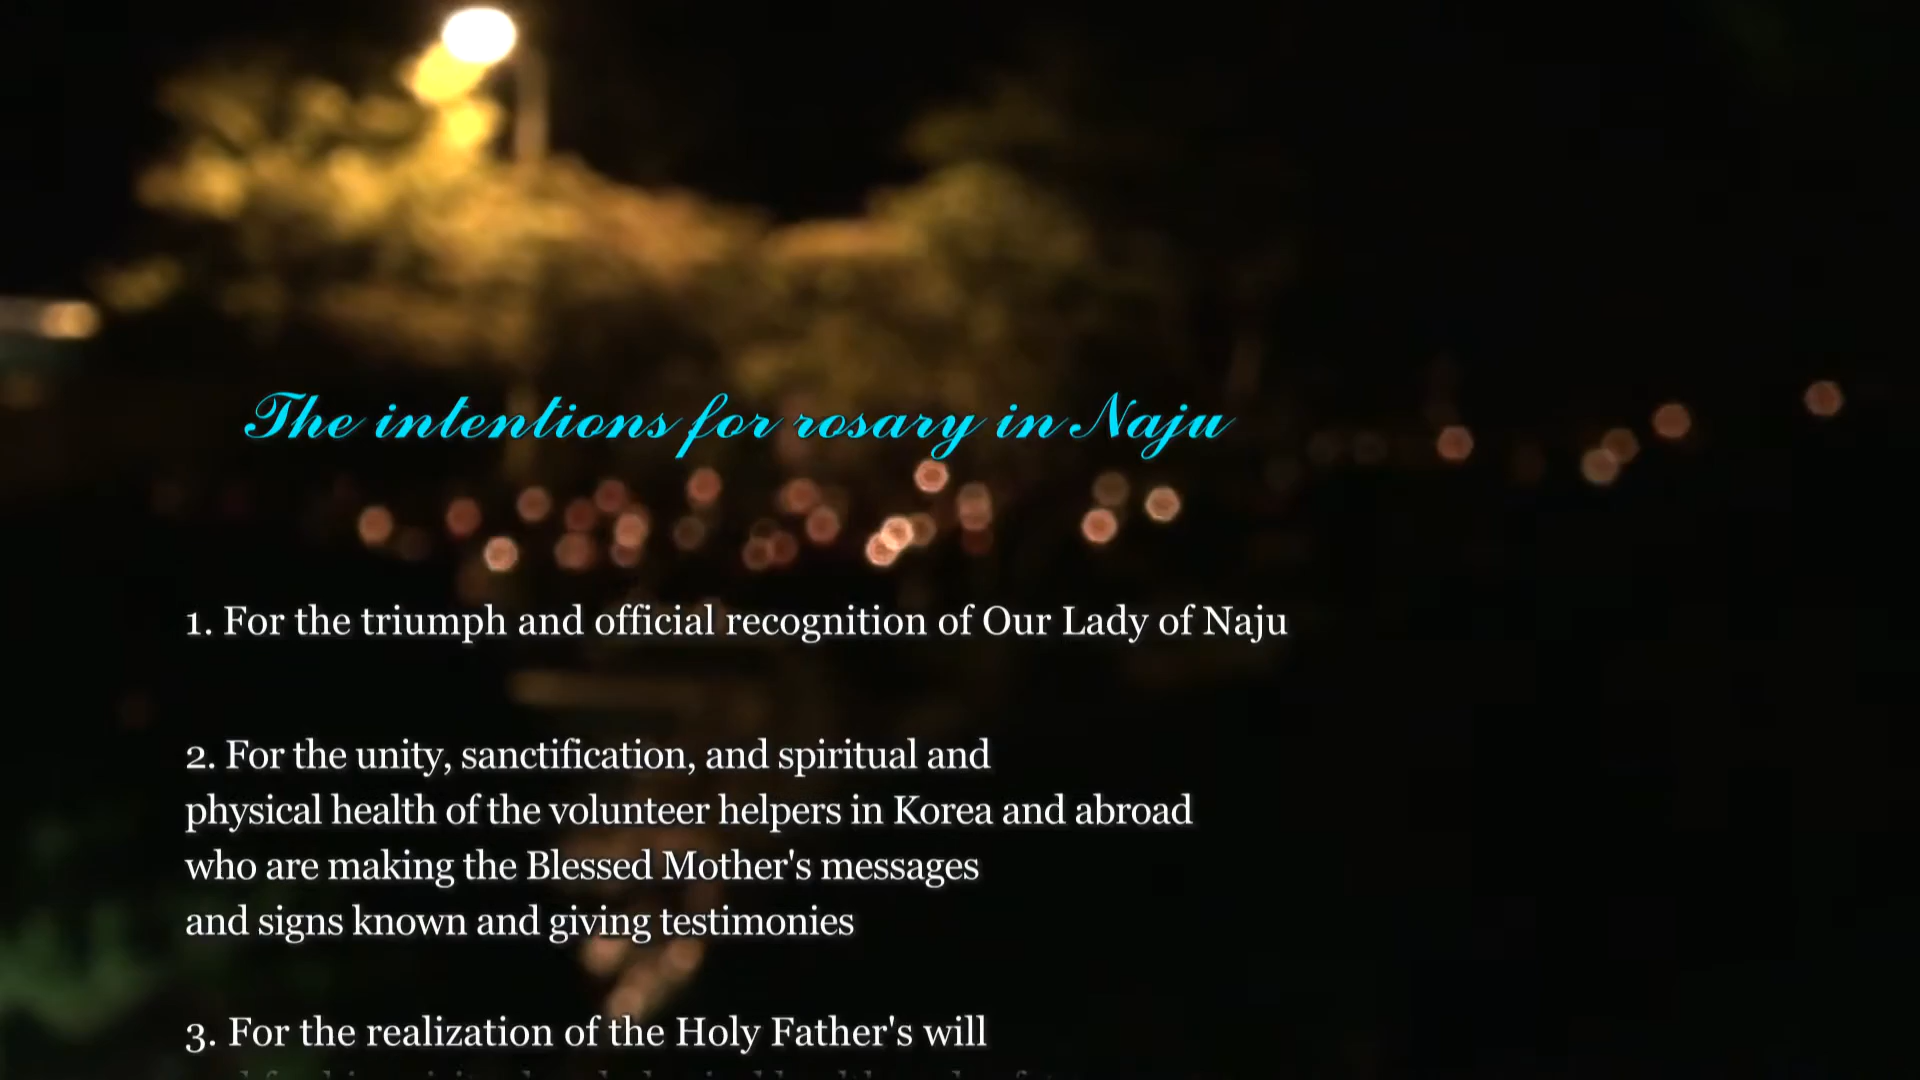 The intentions for rosary in Naju
1. For the triumph and official recognition of Our Lady of Naju
2. For the unity, sanctification, and spiritual and
physical health of the volunteer helpers in Korea and abroad
who are making the Blessed Mother's messages
and signs known and giving testimonies
3. For the realization of the Holy Father's will